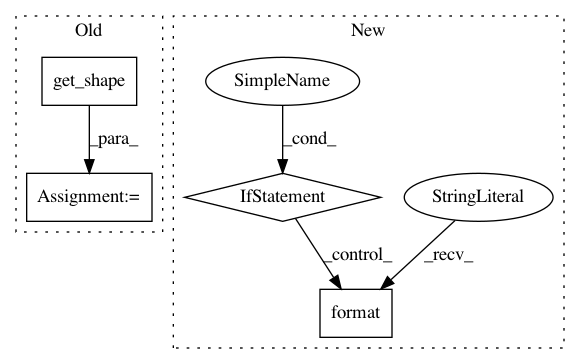 Old
New
get_shape
SimpleName
_para_
_cond_
Assignment:=
IfStatement
StringLiteral
_control_
_recv_
format